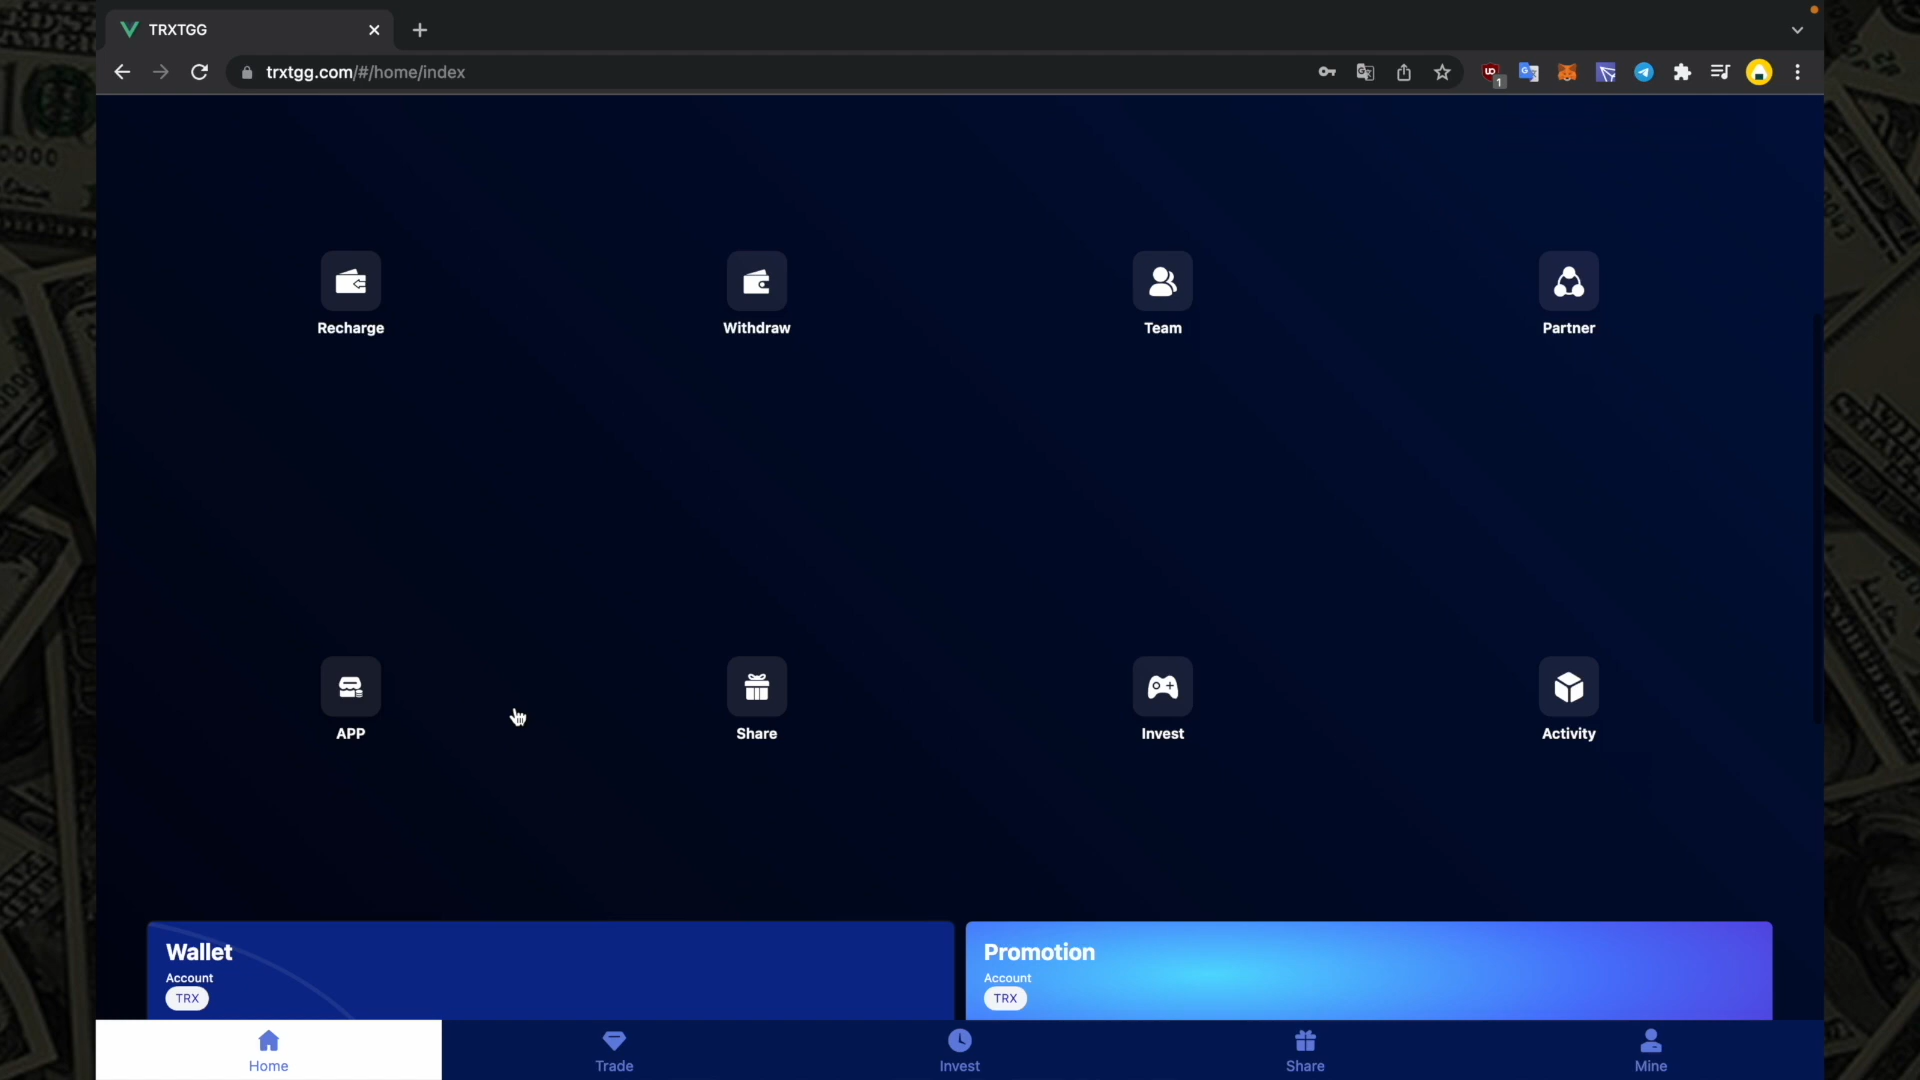 TRXTGG
trxtgg.com/#/home/index
1
Recharge
Withdraw
Team
Partner
APP
Share
Invest
Activity
Wallet
Account
TRX
Promotion
Account
TRX
Home
Trade
Invest
Share
Mine